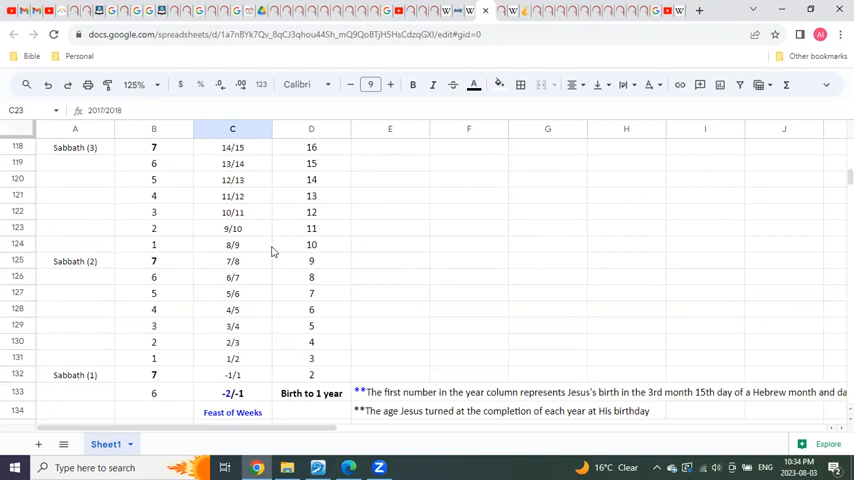 docs.google.com/spreadsheets/d/1a7nBYk7Qv_8qCJ3qhou44Sh_mQ9QoBTjH5HsCdzqGXI/edit#gid=0
Bible Personal Other bookmarks
125% $ % .0 .00 123 Calibri 9 B I A
C23 2017/2018
A B C D E F G H I J
118 Sabbath (3) 7 14/15 16
119 6 13/14 15
120 5 12/13 14
121 4 11/12 13
122 3 10/11 12
123 2 9/10 11
124 1 8/9 10
125 Sabbath (2) 7 7/8 9
126 6 6/7 8
127 5 5/6 7
128 4 4/5 6
129 3 3/4 5
130 2 2/3 4
131 1 1/2 3
132 Sabbath (1) 7 -1/1 2
133 6 -2/-1 Birth to 1 year **The first number in the year column represents Jesus's birth in the 3rd month 15th day of a Hebrew month and da
134 Feast of Weeks **The age Jesus turned at the completion of each year at His birthday
Sheet1 Explore
Type here to search 16°C Clear ENG 10:34 PM
2023-08-03